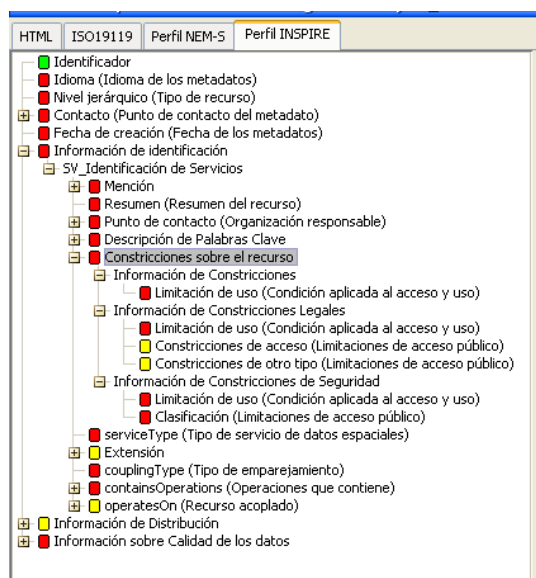 HTML ISO19119 Perfil NEM-S Perfil INSPIRE
Identificador
Idioma (Idioma de los metadatos)
Nivel jerárquico (Tipo de recurso)
Contacto (Punto de contacto del metadato)
Fecha de creación (Fecha de los metadatos)
Información de identificación
SV_Identificación de Servicios
Mención
Resumen (Resumen del recurso)
Punto de contacto (Organización responsable)
Descripción de Palabras Clave
Constricciones sobre el recurso
Información de Constricciones
Limitación de uso (Condición aplicada al acceso y uso)
Información de Constricciones Legales
Limitación de uso (Condición aplicada al acceso y uso)
Constricciones de acceso (Limitaciones de acceso público)
Constricciones de otro tipo (Limitaciones de acceso público)
Información de Constricciones de Seguridad
Limitación de uso (Condición aplicada al acceso y uso)
Clasificación (Limitaciones de acceso público)
serviceType (Tipo de servicio de datos espaciales)
Extensión
couplingType (Tipo de emparejamiento)
containsOperations (Operaciones que contiene)
operatesOn (Recurso acoplado)
Información de Distribución
Información sobre Calidad de los datos